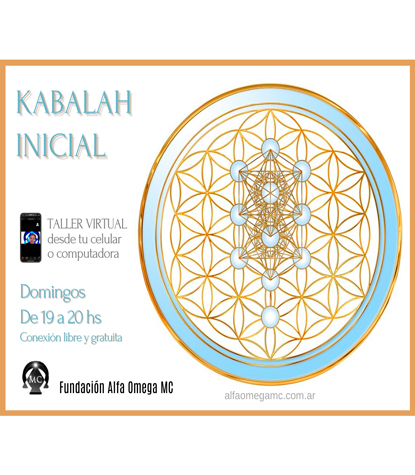 KABALAH
INICIAL
TALLER VIRTUAL
desde tu celular
o computadora
Domingos
De 19 a 20 hs
Conexión libre y gratuita
MC
Fundación Alfa Omega MC
alfaomegamc.com.ar